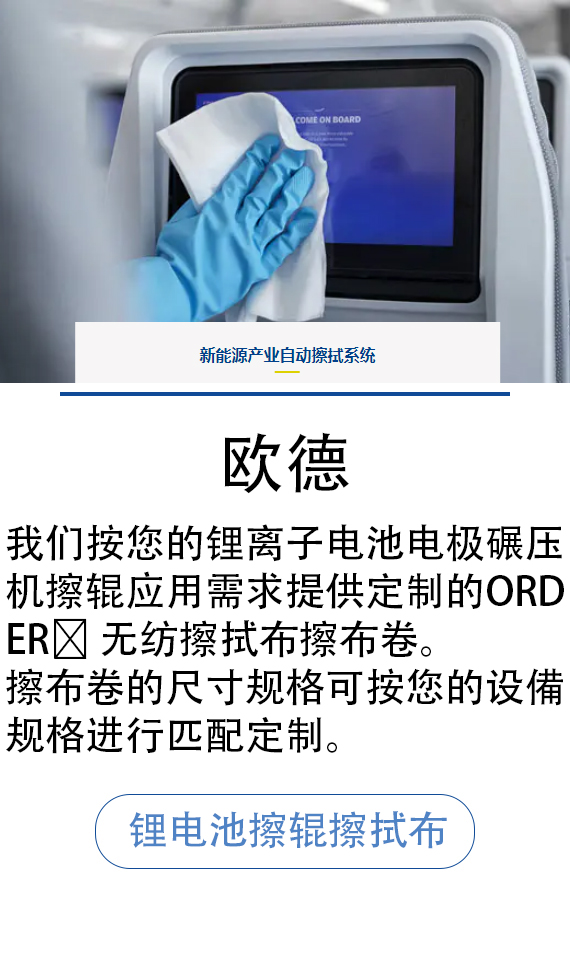 COME ON BOARD
新能源产业自动擦拭系统
欧德
我们按您的锂离子电池电极碾压
机擦辊应用需求提供定制的ORD
ER 无纺擦拭布擦布卷。
擦布卷的尺寸规格可按您的设備
规格进行匹配定制。
锂电池擦辊擦拭布